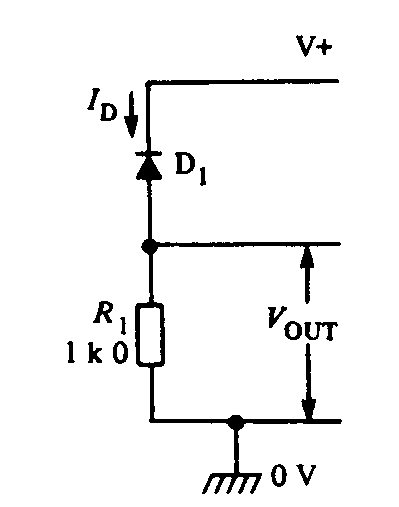 V+
I_D
D_1
R_1
1 k 0
V_OUT
0 V